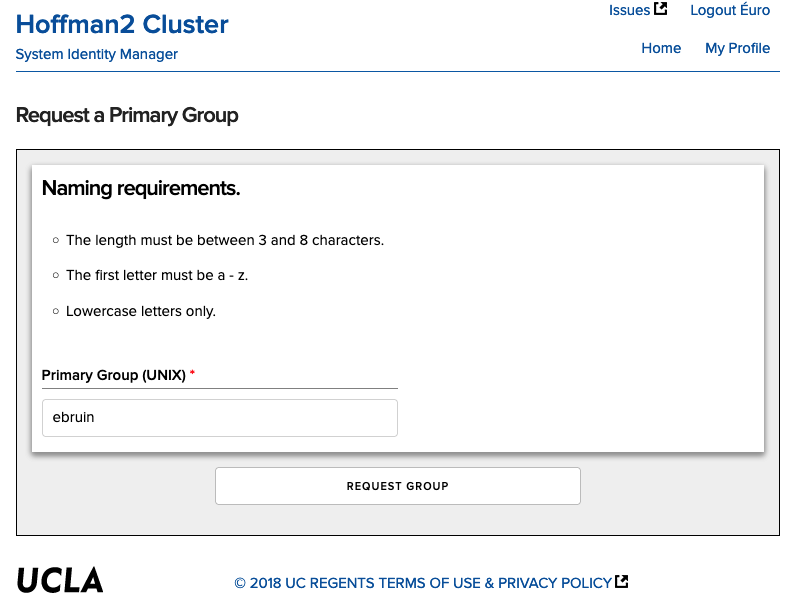 Hoffman2 Cluster
System Identity Manager
Issues
Logout Éuro
Home
My Profile
Request a Primary Group
Naming requirements.
The length must be between 3 and 8 characters.
The first letter must be a - z.
Lowercase letters only.
Primary Group (UNIX) *
ebruin
REQUEST GROUP
UCLA
© 2018 UC REGENTS TERMS OF USE & PRIVACY POLICY